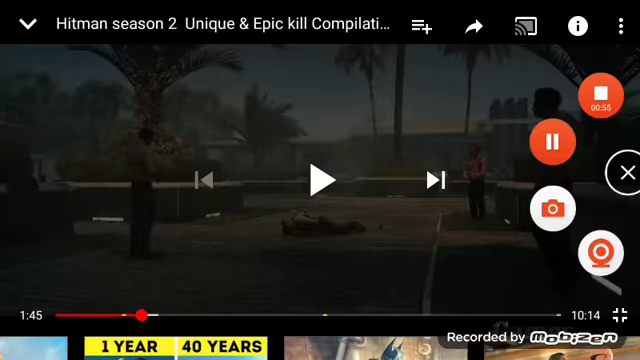 Hitman season 2 Unique & Epic kill Compilati...
00:55
1:45
10:14
Recorded by MOBIZEN
1 YEAR
40 YEARS